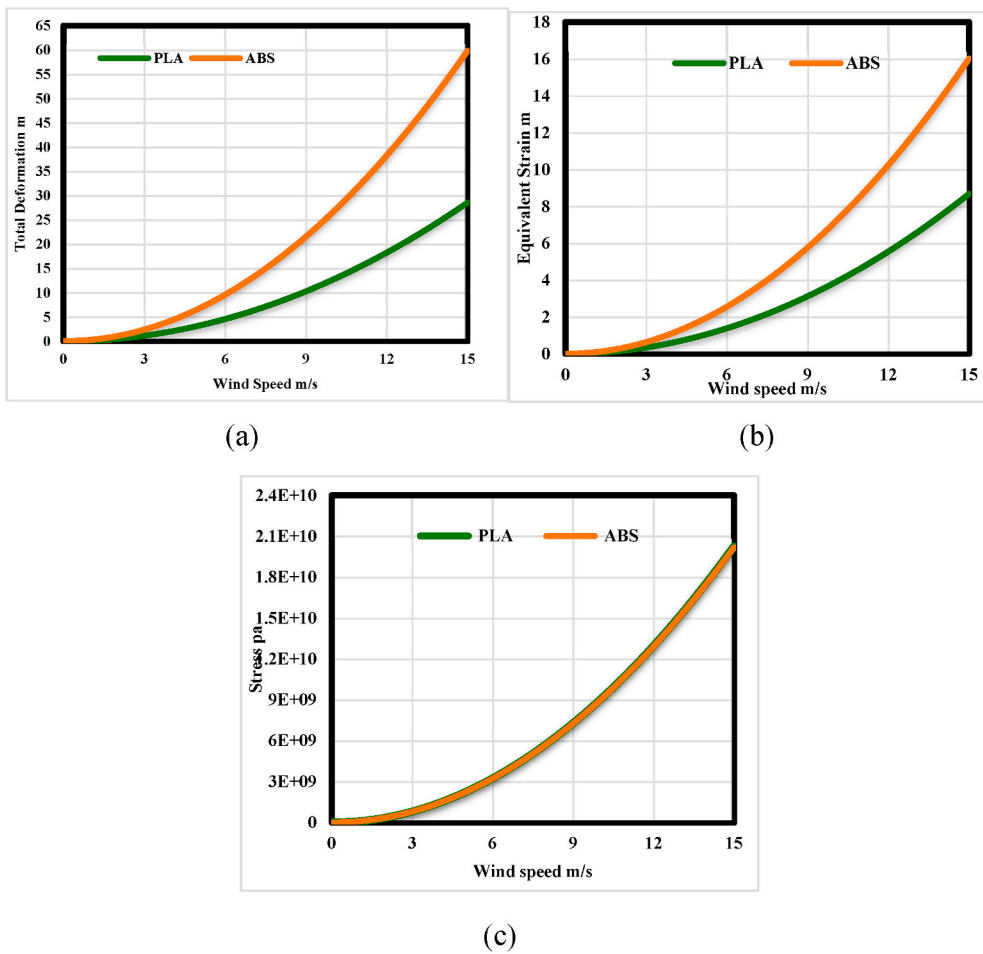 65
60
55
50
45
40
35
30
25
20
15
10
5
0
Total Deformation m
PLA ABS
0 3 6 9 12 15
Wind Speed m/s
(a)
18
16
14
12
10
8
6
4
2
0
Equivalent Strain m
PLA ABS
0 3 6 9 12 15
Wind speed m/s
(b)
2.4E+10
2.1E+10
1.8E+10
1.5E+10
1.2E+10
9E+09
6E+09
3E+09
0
Stress pa
PLA ABS
0 3 6 9 12 15
Wind speed m/s
(c)